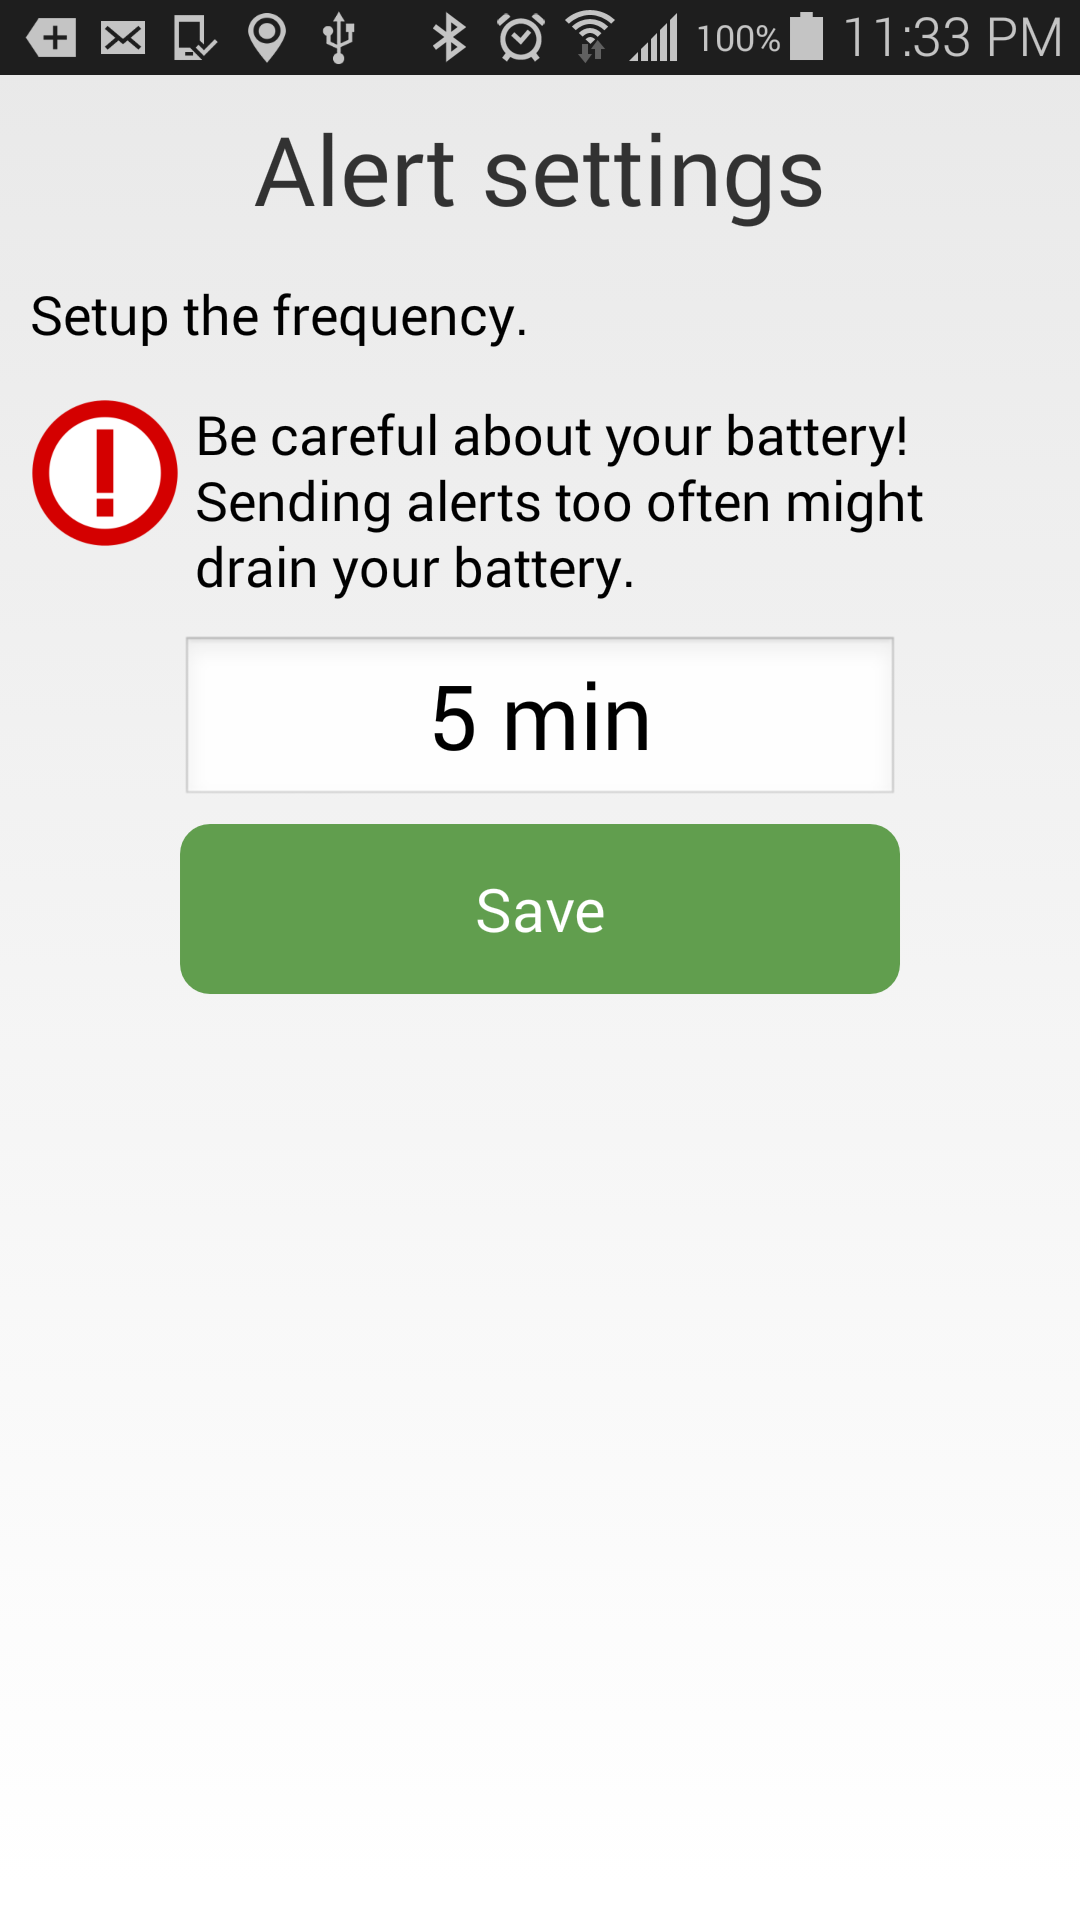 100% 11:33 PM
Alert settings
Setup the frequency.
Be careful about your battery!
Sending alerts too often might
drain your battery.
5 min
Save